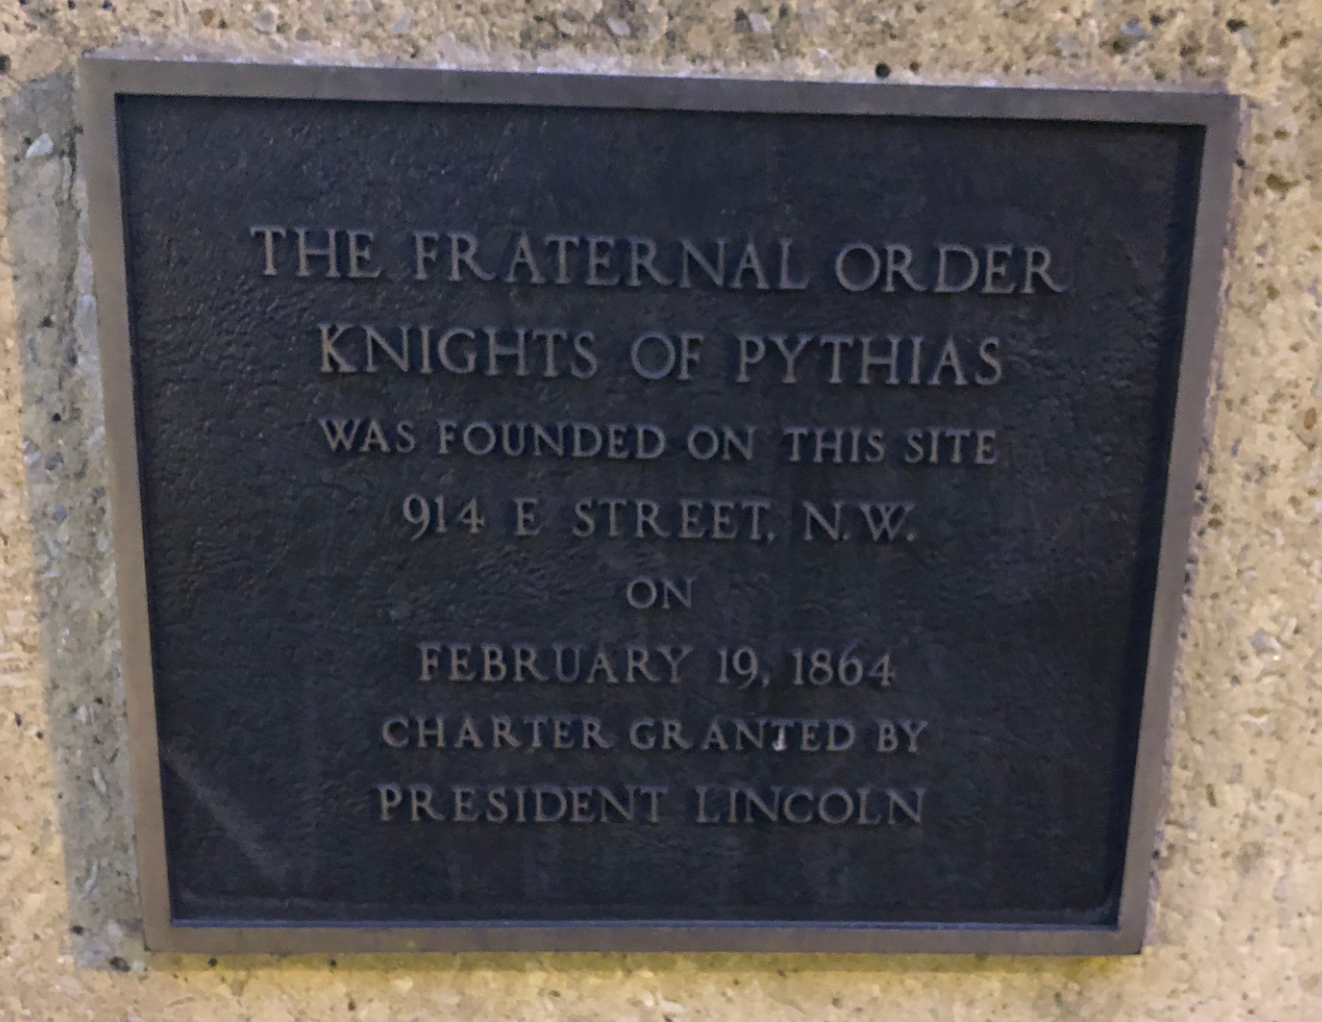 THE FRATERNAL ORDER
KNIGHTS OF PYTHIAS
WAS FOUNDED ON THIS SITE
914 E STREET, N.W.
ON
FEBRUARY 19, 1864
CHARTER GRANTED BY
PRESIDENT LINCOLN